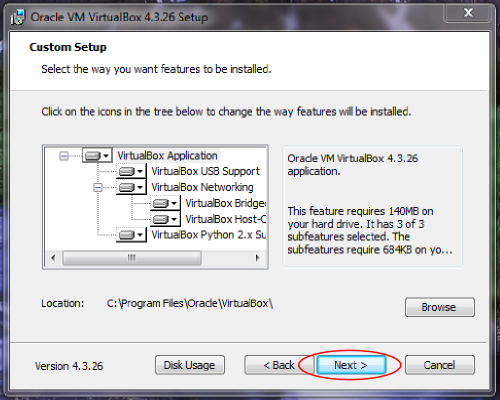 Oracle VM VirtualBox 4.3.26 Setup
Custom Setup
Select the way you want features to be installed.
Click on the icons in the tree below to change the way features will be installed.
VirtualBox Application
VirtualBox USB Support
VirtualBox Networking
VirtualBox Bridge
VirtualBox Host-O
VirtualBox Python 2.x Su
Oracle VM VirtualBox 4.3.26
application.
This feature requires 140MB on
your hard drive. It has 3 of 3
subfeatures selected. The
subfeatures require 684KB on yo...
Location: C:\Program Files\Oracle\VirtualBox\
Browse
Version 4.3.26
Disk Usage
< Back
Next >
Cancel